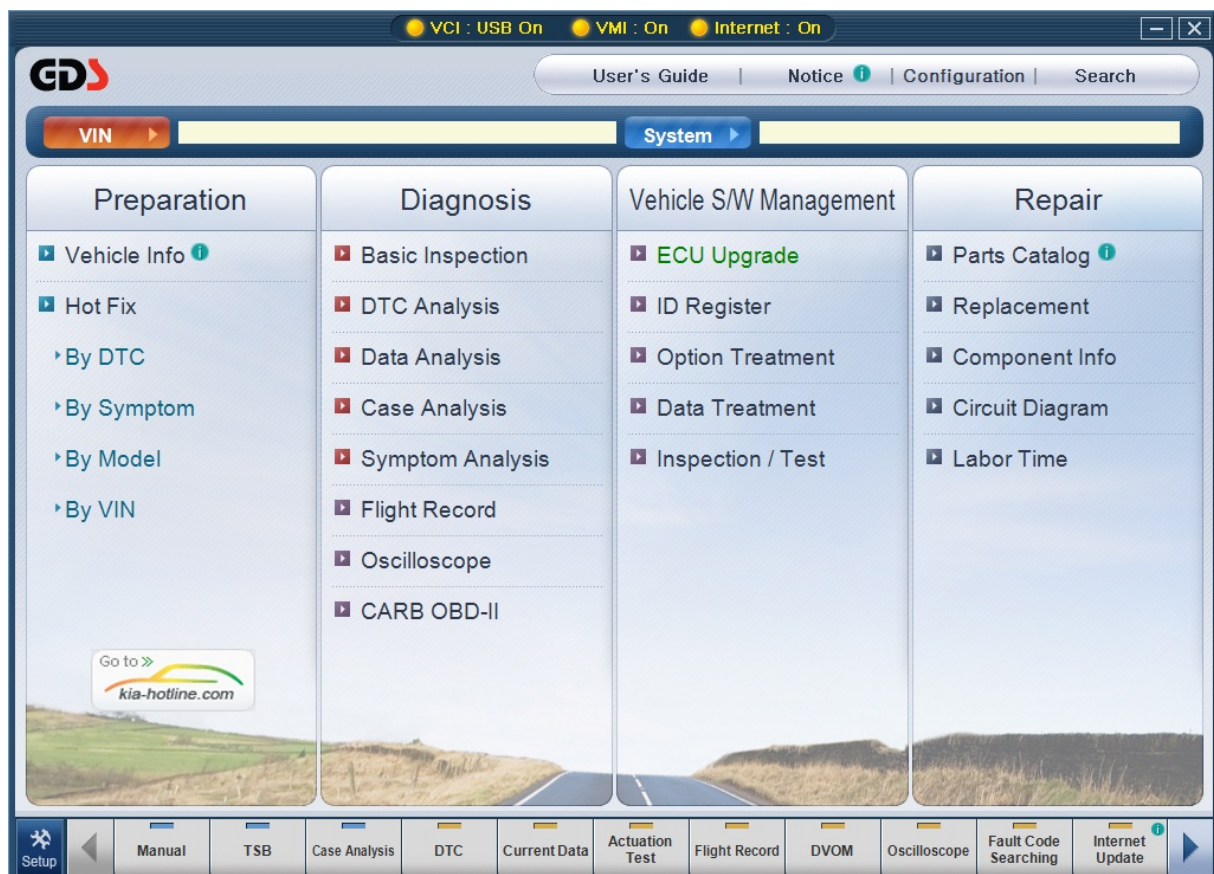 VCI : USB On VMI : On Internet : On
GDS
User's Guide | Notice i | Configuration | Search
VIN System
Preparation
Vehicle Info i
Hot Fix
By DTC
By Symptom
By Model
By VIN
Go to »
kia-hotline.com
Diagnosis
Basic Inspection
DTC Analysis
Data Analysis
Case Analysis
Symptom Analysis
Flight Record
Oscilloscope
CARB OBD-II
Vehicle S/W Management
ECU Upgrade
ID Register
Option Treatment
Data Treatment
Inspection / Test
Repair
Parts Catalog i
Replacement
Component Info
Circuit Diagram
Labor Time
Setup
Manual
TSB
Case Analysis
DTC
Current Data
Actuation
Test
Flight Record
DVOM
Oscilloscope
Fault Code
Searching
Internet i
Update